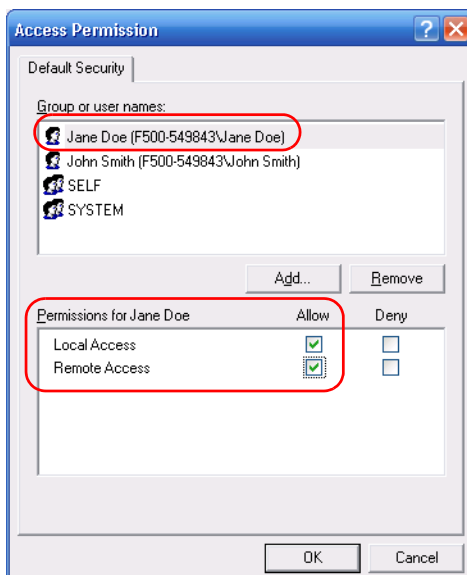 Access Permission
Default Security
Group or user names:
Jane Doe (F500-549843\Jane Doe)
John Smith (F500-549843\John Smith)
SELF
SYSTEM
Add... Remove
Permissions for Jane Doe Allow Deny
Local Access
Remote Access
OK Cancel